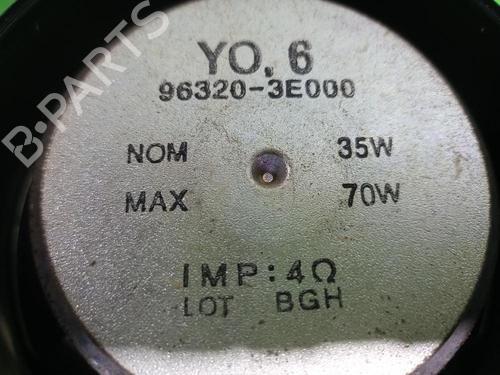 YO. 6
96320-3E000
NOM 35W
MAX 70W
IMP:4Ω
LOT BGH
B-PARTS